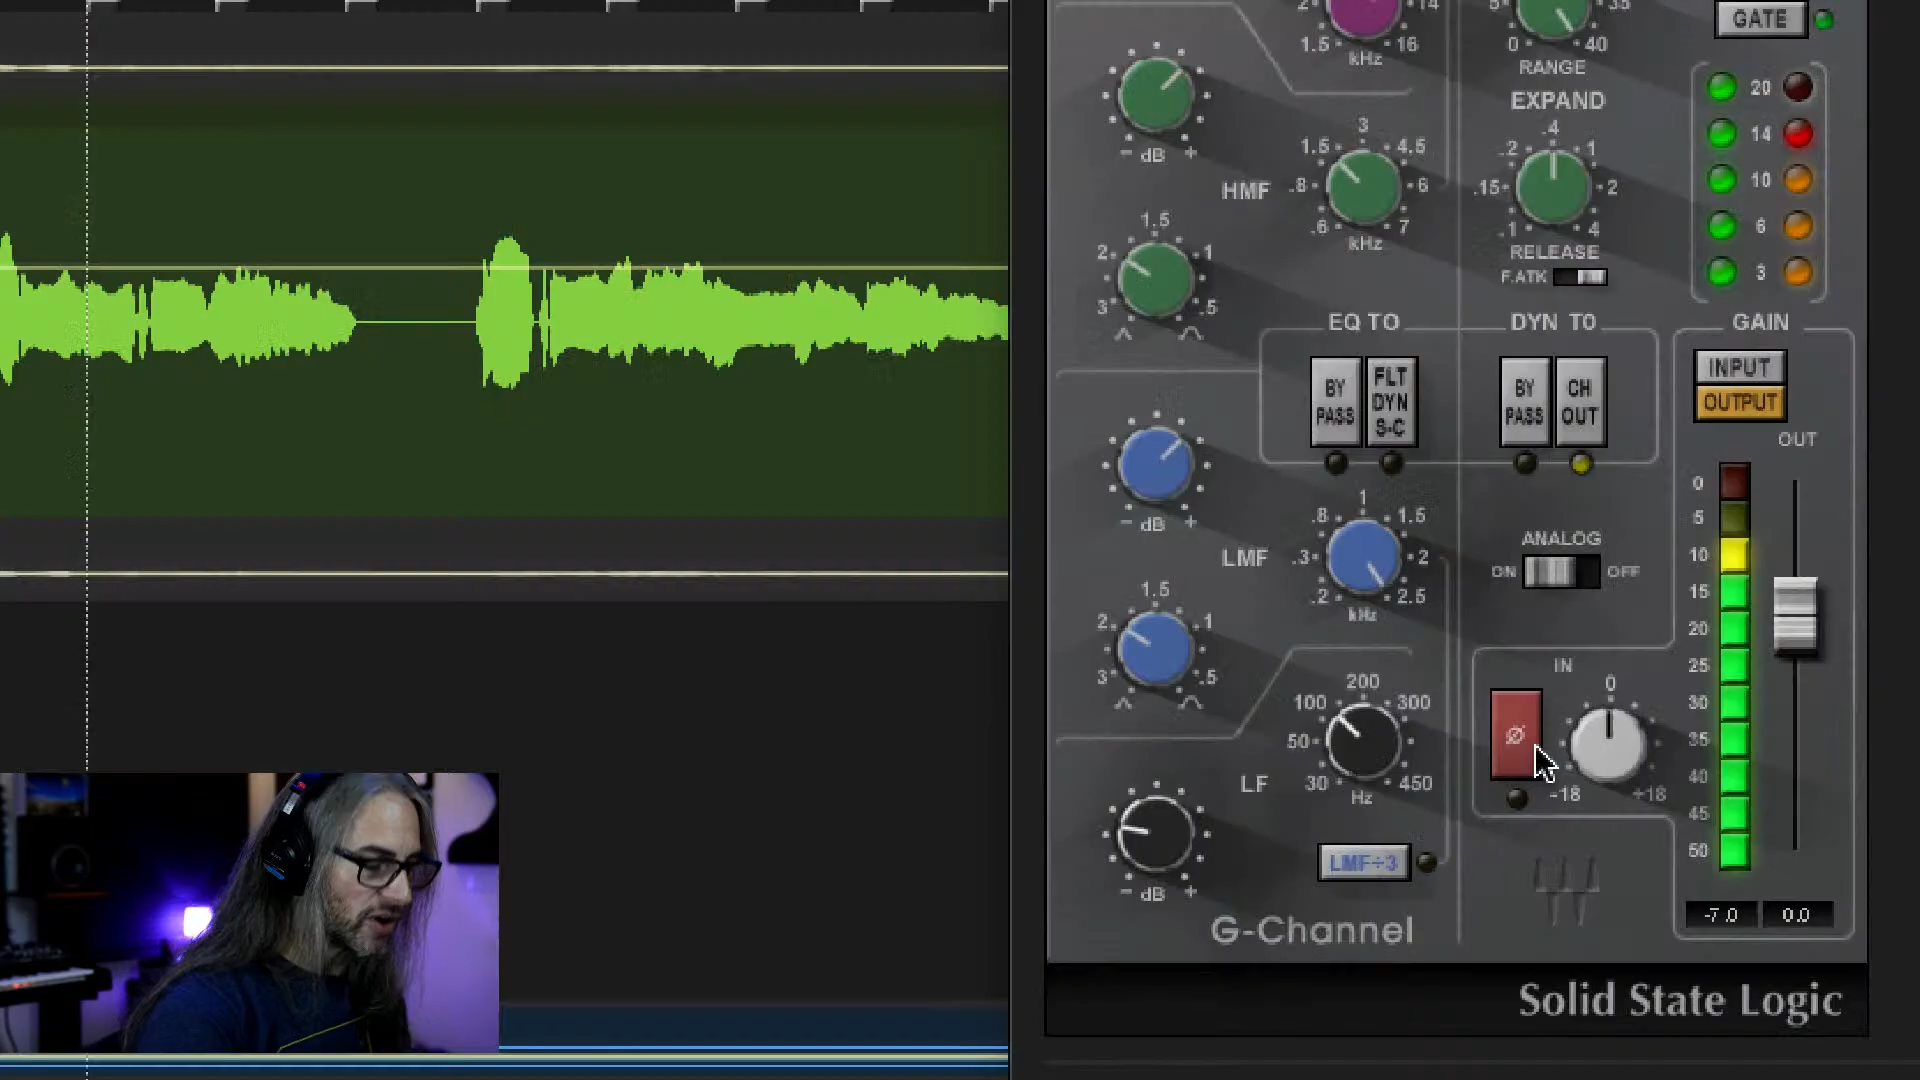 2 14
1.5 16
kHz
5 35
0 40
RANGE
EXPAND
GATE
20
14
10
6
3
- dB +
HMF
3
1.5 4.5
.8 6
.6 7
kHz
.4
.2 1
.15 2
.1 4
RELEASE
F.ATK
1.5
2 1
3 .5
EQ TO
DYN TO
GAIN
BY PASS
FLT DYN S-C
BY PASS
CH OUT
INPUT
OUTPUT
OUT
- dB +
LMF
1
.8 1.5
.3 2
.2 2.5
kHz
ANALOG
ON OFF
0
5
10
15
20
25
30
35
40
45
50
1.5
2 1
3 .5
IN
Ø
0
-18 +18
LF
200
100 300
50
30 450
Hz
- dB +
LMF÷3
-7.0 0.0
G-Channel
Solid State Logic